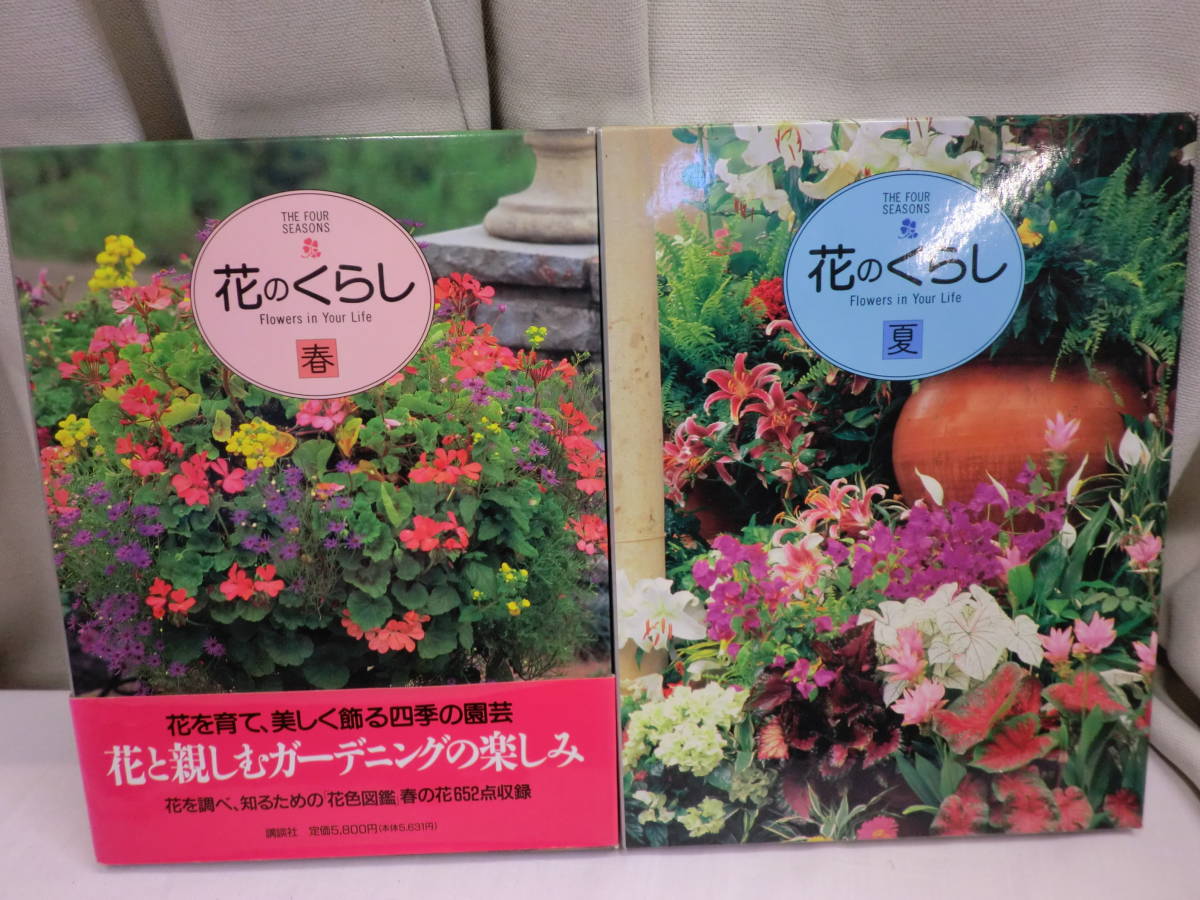 THE FOUR
SEASONS
花のくらし
Flowers in Your Life
春
花を育て、美しく飾る四季の園芸
花と親しむガーデニングの楽しみ
花を調べ、知るための「花色図鑑」春の花652点収録
講談社 定価5,800円(本体5,631円)
THE FOUR
SEASONS
花のくらし
Flowers in Your Life
夏